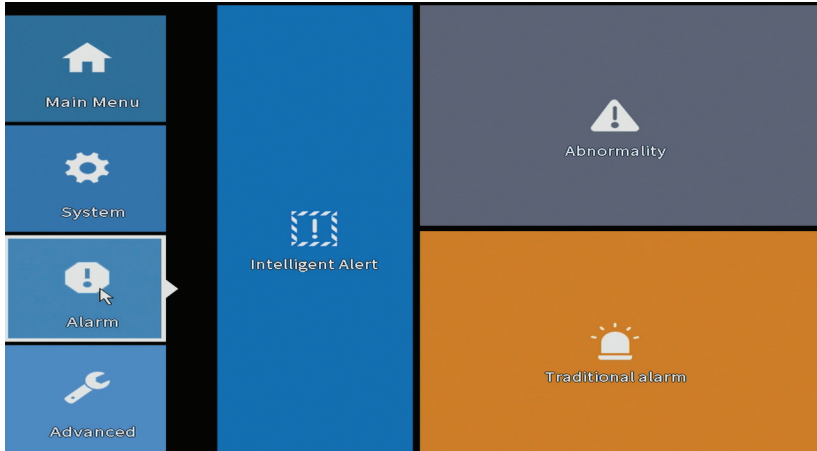 Main Menu
System
Alarm
Advanced
Intelligent Alert
Abnormality
Traditional alarm